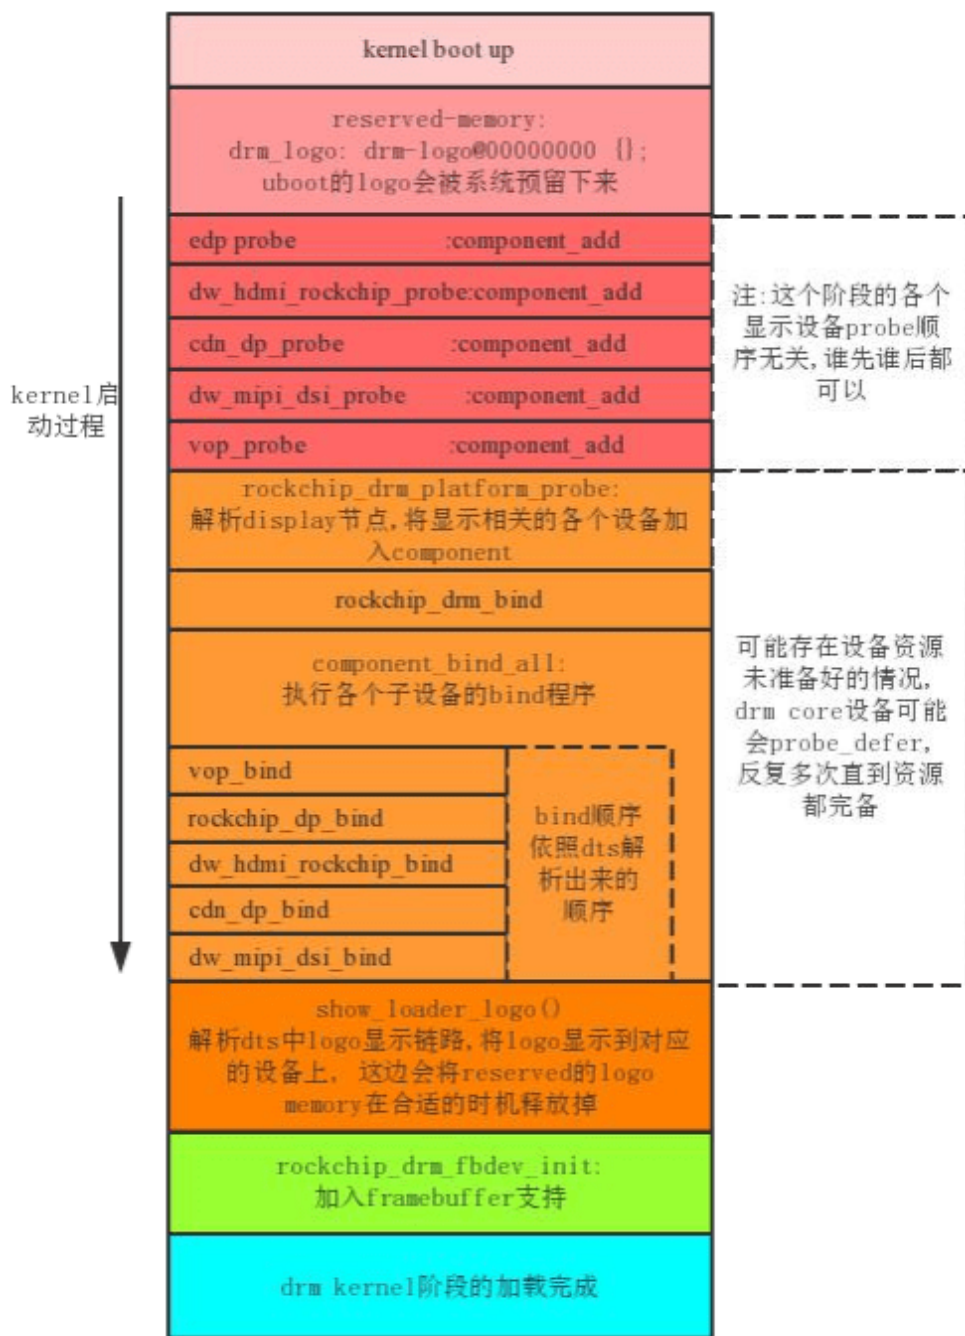 kernel boot up
reserved-memory:
drm_logo: drm-logo@00000000 {};
uboot的logo会被系统预留下来
edp probe :component_add
dw_hdmi_rockchip_probe:component_add
cdn_dp_probe :component_add
dw_mipi_dsi_probe :component_add
vop_probe :component_add
注:这个阶段的各个
显示设备probe顺
序无关,谁先谁后都
可以
kernel启
动过程
rockchip_drm_platform_probe:
解析display节点,将显示相关的各个设备加
入component
rockchip_drm_bind
component_bind_all:
执行各个子设备的bind程序
vop_bind
rockchip_dp_bind
dw_hdmi_rockchip_bind
cdn_dp_bind
dw_mipi_dsi_bind
bind顺序
依照dts解
析出来的
顺序
可能存在设备资源
未准备好的情况,
drm core设备可能
会probe_defer,
反复多次直到资源
都完备
show_loader_logo()
解析dts中logo显示链路,将logo显示到对应
的设备上, 这边会将reserved的logo
memory在合适的时机释放掉
rockchip_drm_fbdev_init:
加入framebuffer支持
drm kernel阶段的加载完成